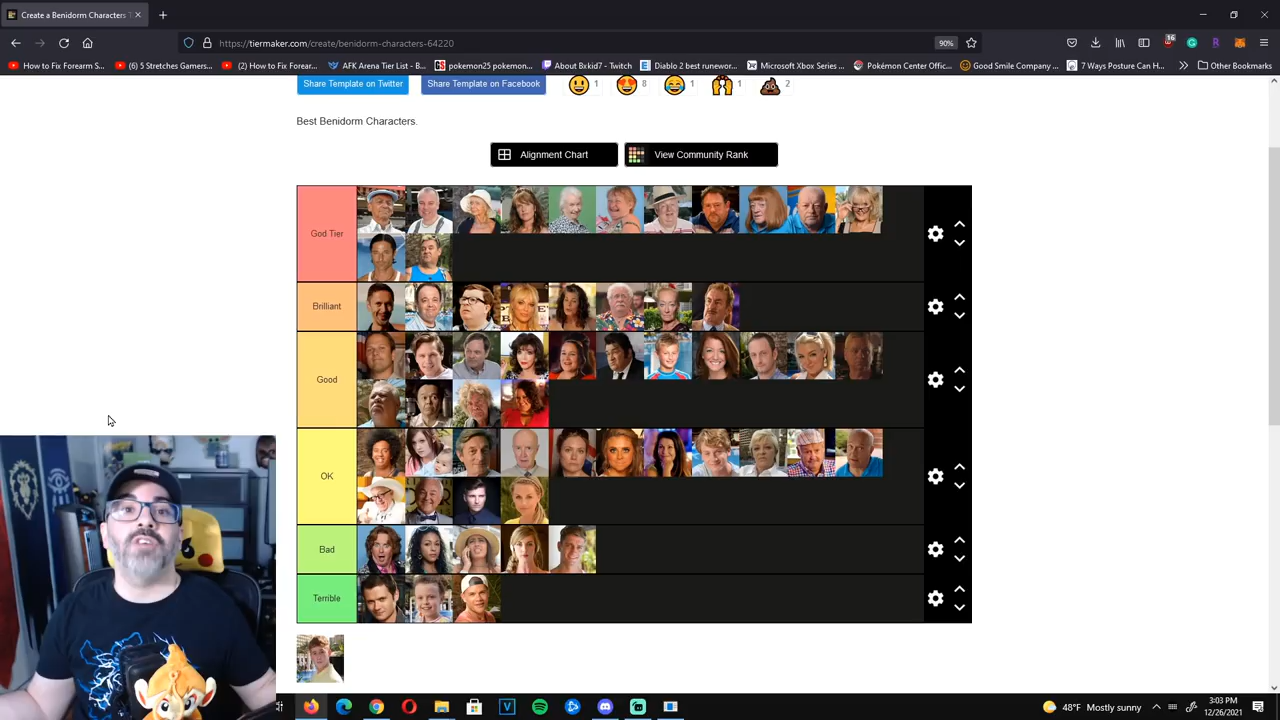 Create a Benidorm Characters T
https://tiermaker.com/create/benidorm-characters-64220
90%
16
How to Fix Forearm S...
(6) 5 Stretches Gamers...
(2) How to Fix Forear...
AFK Arena Tier List - B...
pokemon25 pokemon...
About Bxkid7 - Twitch
Diablo 2 best runewor...
Microsoft Xbox Series ...
Pokémon Center Offic...
Good Smile Company ...
7 Ways Posture Can H
Other Bookmarks
Share Template on Twitter
Share Template on Facebook
1
8
1
1
2
Best Benidorm Characters.
Alignment Chart
View Community Rank
God Tier
Brilliant
Good
OK
Bad
Terrible
48°F Mostly sunny
3:03 PM
12/26/2021